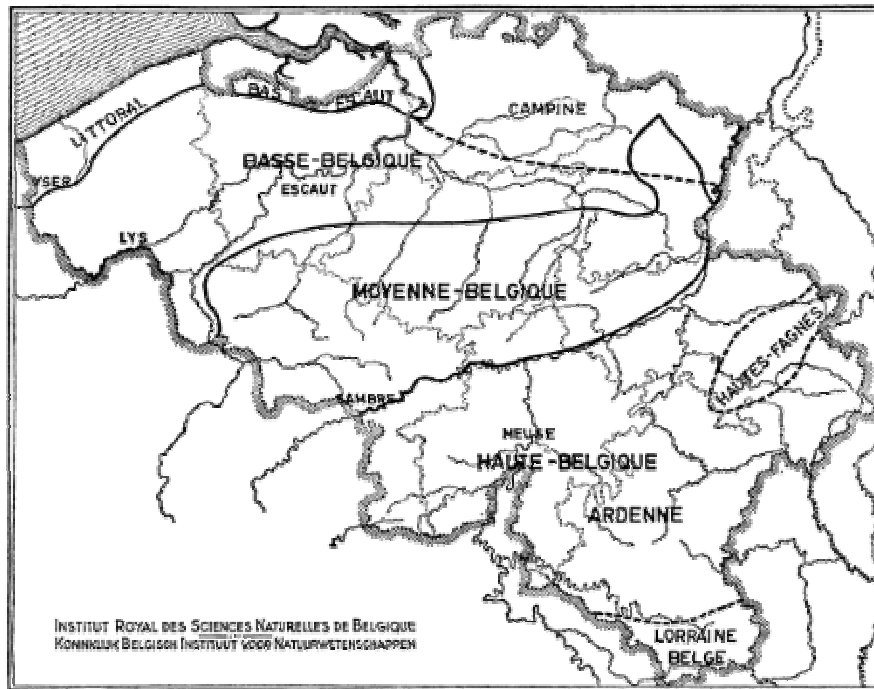 LITTORAL
BAS ESCAUT
CAMPINE
BASSE-BELGIQUE
YSER
ESCAUT
LYS
MOYENNE-BELGIQUE
HAUTES-FAGNES
SAMBRE
MEUSE
HAUTE-BELGIQUE
ARDENNE
INSTITUT ROYAL DES SCIENCES NATURELLES DE BELGIQUE
KONINKLIJK BELGISCH INSTITUUT VOOR NATUURWETENSCHAPPEN
LORRAINE
BELGE